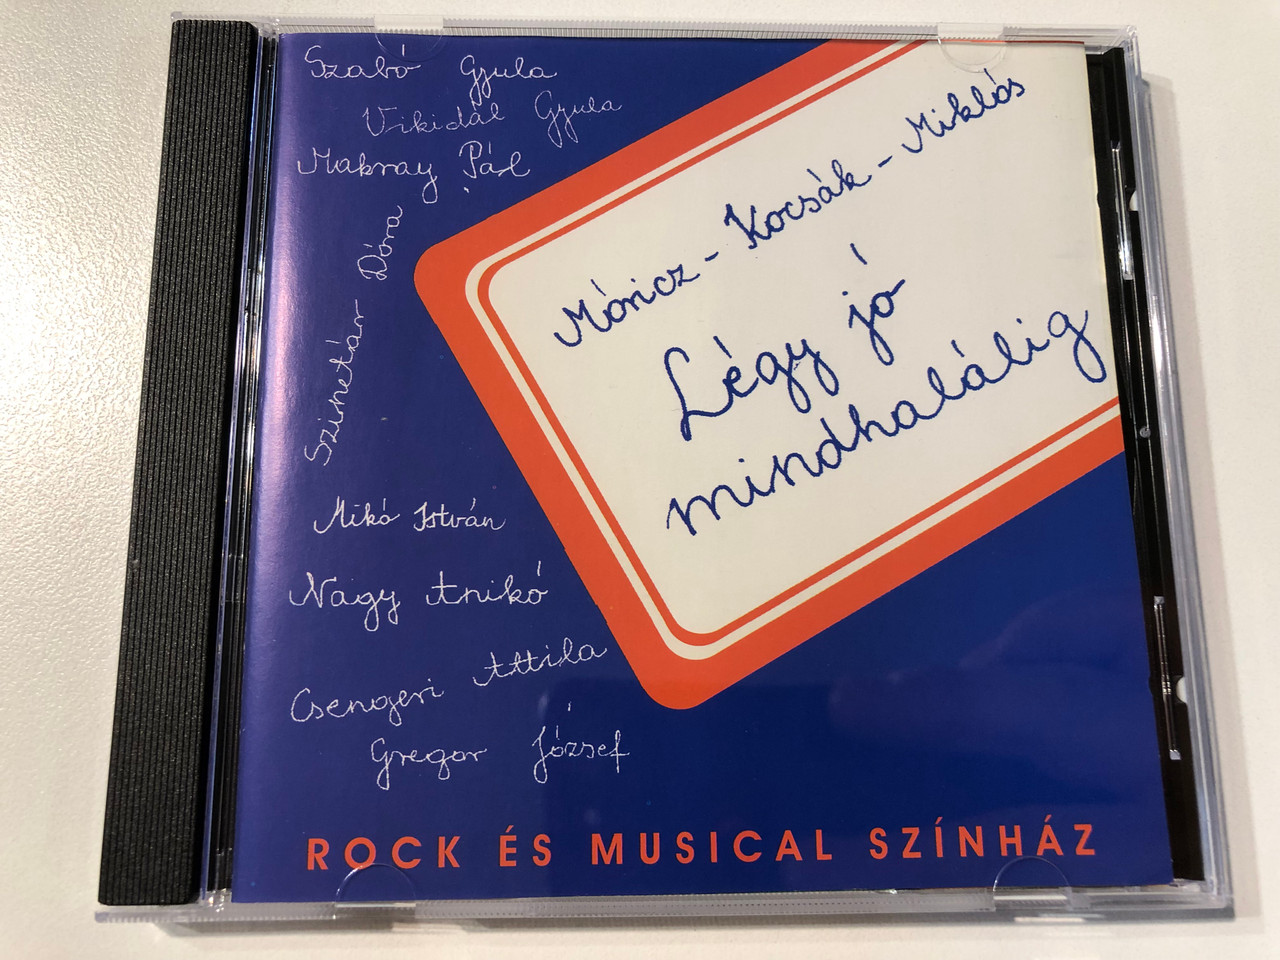 Szabó Gyula
Vikidál Gyula
Makray Pál
Szinetár Dóra
Mikó István
Nagy Anikó
Csengeri Attila
Gregor József
Móricz - Kocsák - Miklós
Légy jó
mindhalálig
ROCK ÉS MUSICAL SZÍNHÁZ